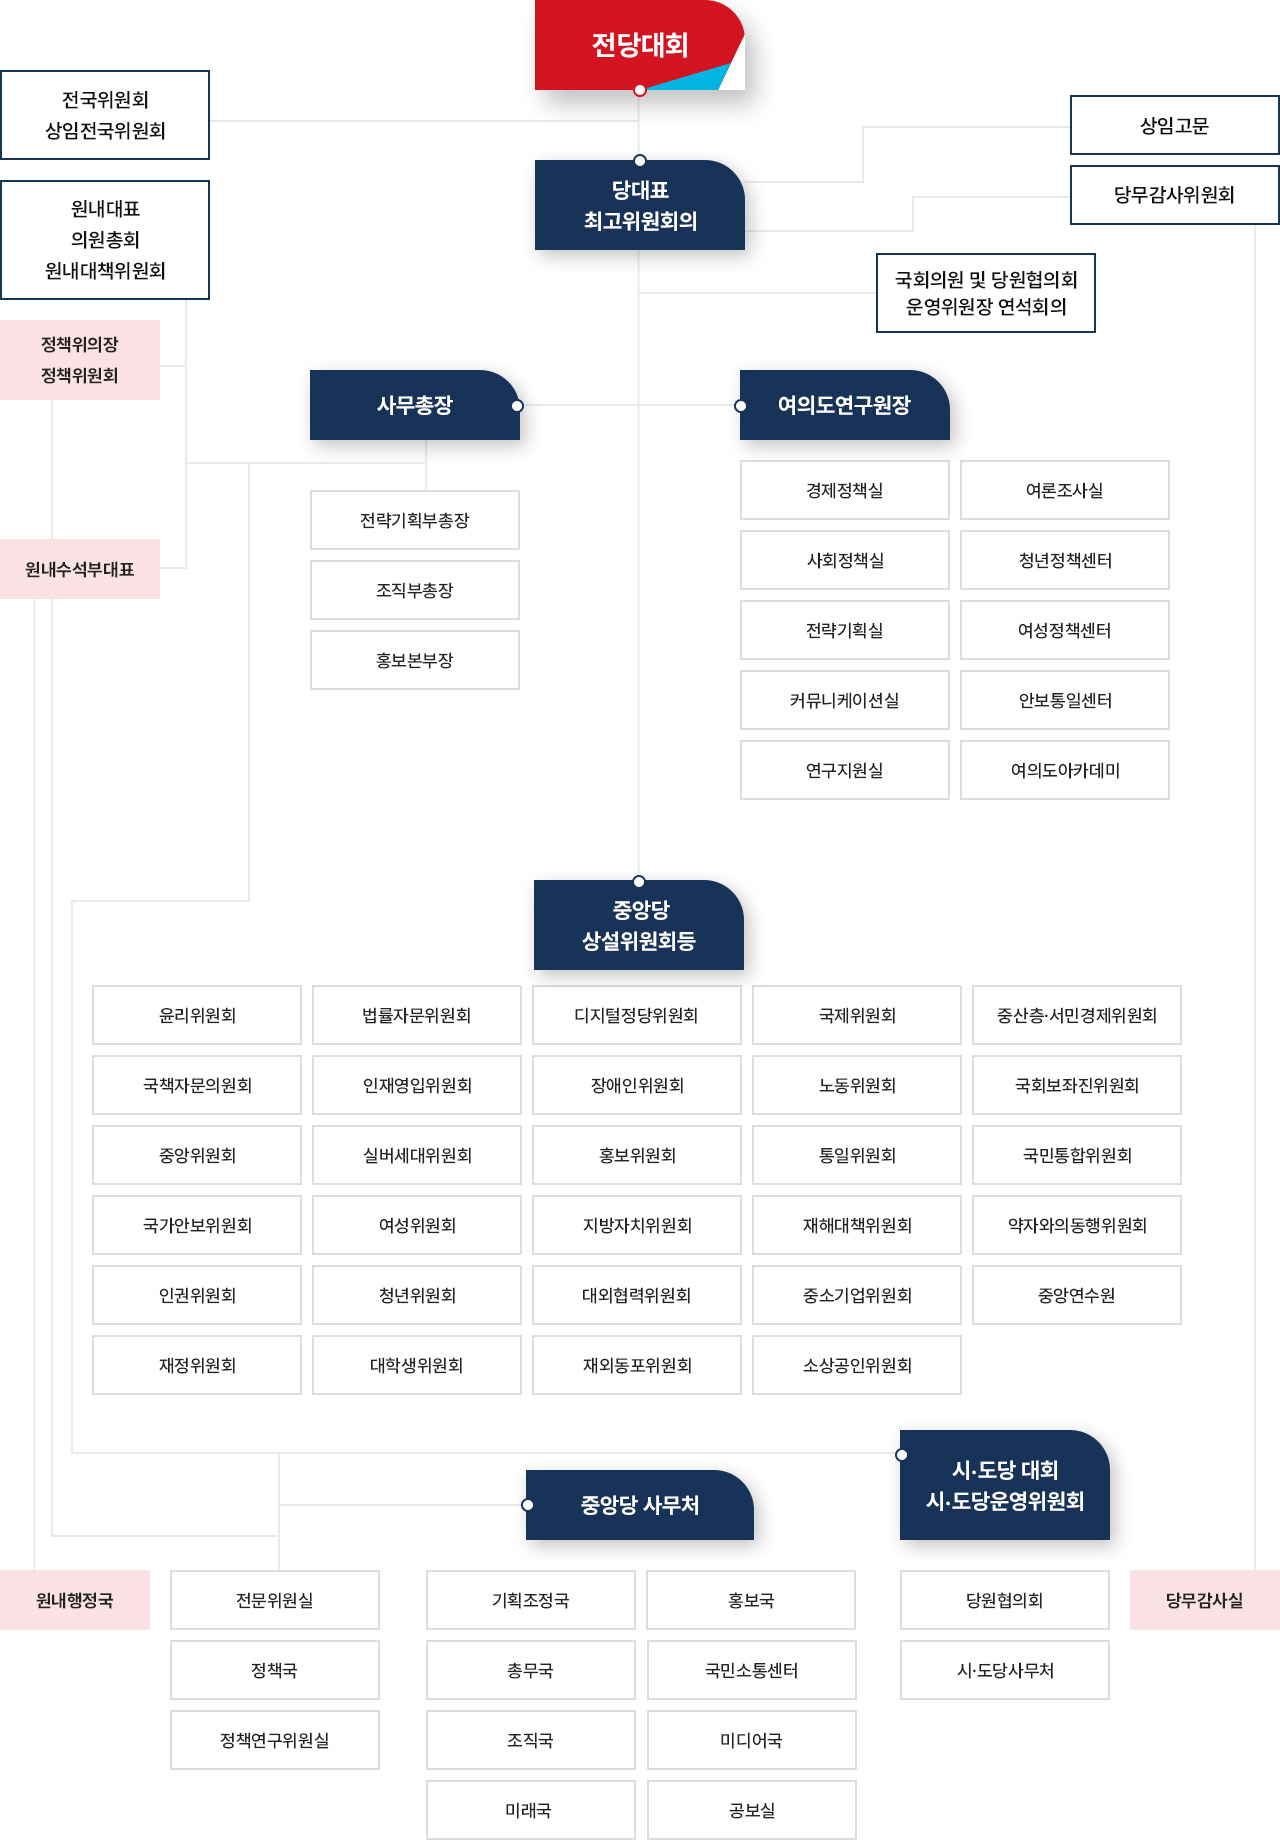 전당대회
전국위원회
상임전국위원회
상임고문
당대표
최고위원회의
당무감사위원회
원내대표
의원총회
원내대책위원회
국회의원 및 당원협의회
운영위원장 연석회의
정책위의장
정책위원회
사무총장
여의도연구원장
경제정책실
여론조사실
전략기획부총장
사회정책실
청년정책센터
원내수석부대표
조직부총장
전략기획실
여성정책센터
홍보본부장
커뮤니케이션실
안보통일센터
연구지원실
여의도아카데미
중앙당
상설위원회등
윤리위원회
법률자문위원회
디지털정당위원회
국제위원회
중산층·서민경제위원회
국책자문의원회
인재영입위원회
장애인위원회
노동위원회
국회보좌진위원회
중앙위원회
실버세대위원회
홍보위원회
통일위원회
국민통합위원회
국가안보위원회
여성위원회
지방자치위원회
재해대책위원회
약자와의동행위원회
인권위원회
청년위원회
대외협력위원회
중소기업위원회
중앙연수원
재정위원회
대학생위원회
재외동포위원회
소상공인위원회
시·도당 대회
시·도당운영위원회
중앙당 사무처
원내행정국
전문위원실
기획조정국
홍보국
당원협의회
당무감사실
정책국
총무국
국민소통센터
시·도당사무처
정책연구위원실
조직국
미디어국
미래국
공보실